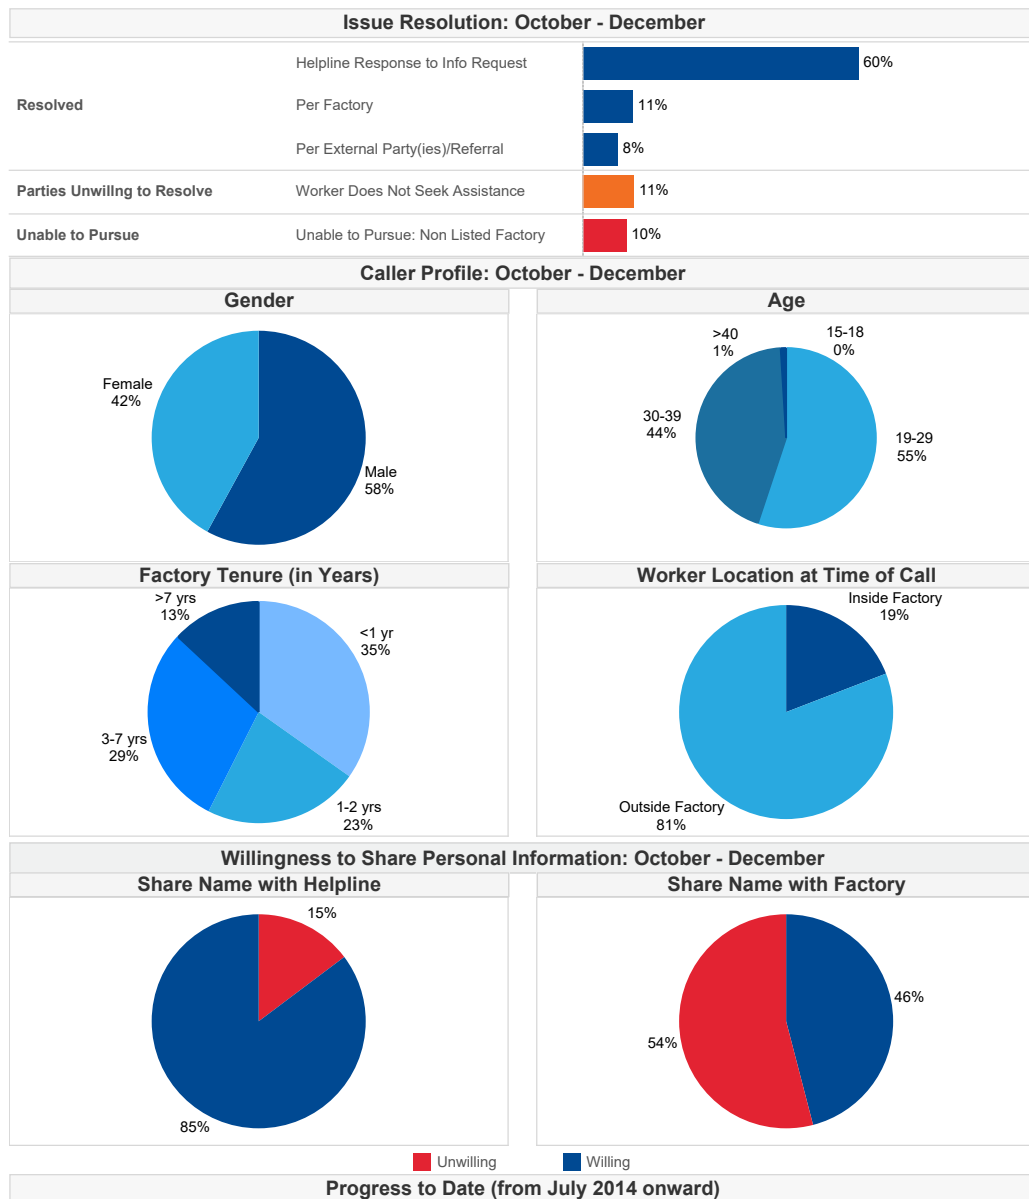 Issue Resolution: October - December
Resolved
Helpline Response to Info Request
60%
Per Factory
11%
Per External Party(ies)/Referral
8%
Parties Unwillng to Resolve
Worker Does Not Seek Assistance
11%
Unable to Pursue
Unable to Pursue: Non Listed Factory
10%
Caller Profile: October - December
Gender
Female
42%
Male
58%
Age
>40
1%
15-18
0%
30-39
44%
19-29
55%
Factory Tenure (in Years)
>7 yrs
13%
<1 yr
35%
3-7 yrs
29%
1-2 yrs
23%
Worker Location at Time of Call
Inside Factory
19%
Outside Factory
81%
Willingness to Share Personal Information: October - December
Share Name with Helpline
15%
85%
Share Name with Factory
46%
54%
Unwilling
Willing
Progress to Date (from July 2014 onward)